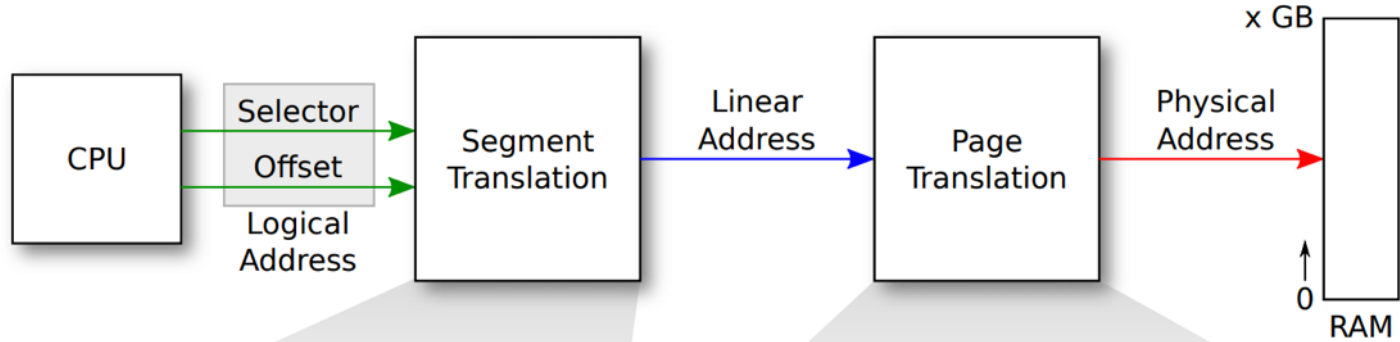 CPU
Selector
Offset
Logical
Address
Segment
Translation
Linear
Address
Page
Translation
Physical
Address
x GB
0
RAM